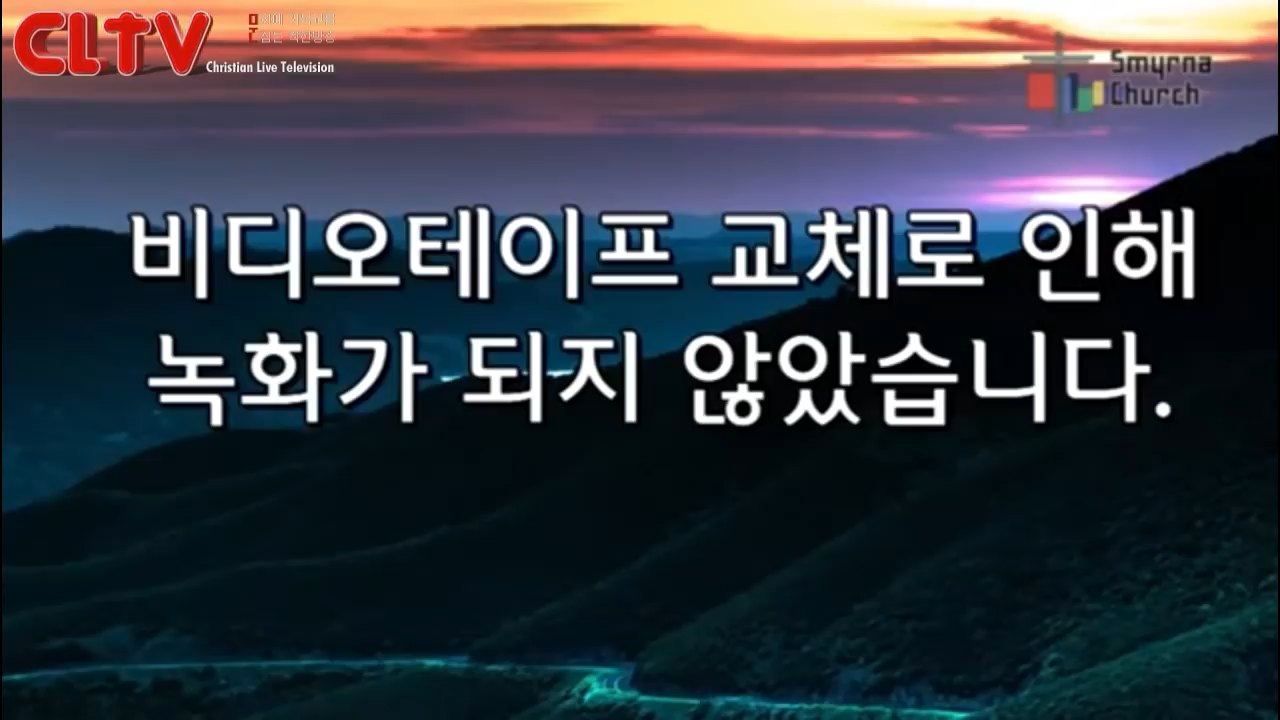 CLTV
Christian Live Television
Smyrna
Church
비디오테이프 교체로 인해
녹화가 되지 않았습니다.